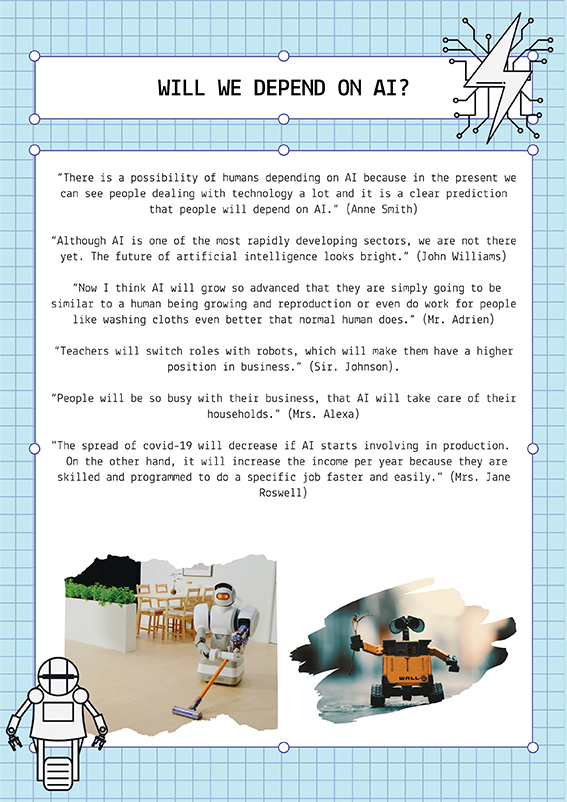 WILL WE DEPEND ON AI?
"There is a possibility of humans depending on AI because in the present we
can see people dealing with technology a lot and it is a clear prediction
that people will depend on AI." (Anne Smith)
"Although AI is one of the most rapidly developing sectors, we are not there
yet. The future of artificial intelligence looks bright." (John Williams)
"Now I think AI will grow so advanced that they are simply going to be
similar to a human being growing and reproduction or even do work for people
like washing cloths even better that normal human does." (Mr. Adrien)
"Teachers will switch roles with robots, which will make them have a higher
position in business." (Sir. Johnson).
"People will be so busy with their business, that AI will take care of their
households." (Mrs. Alexa)
"The spread of covid-19 will decrease if AI starts involving in production.
On the other hand, it will increase the income per year because they are
skilled and programmed to do a specific job faster and easily." (Mrs. Jane
Roswell)
WALL·E